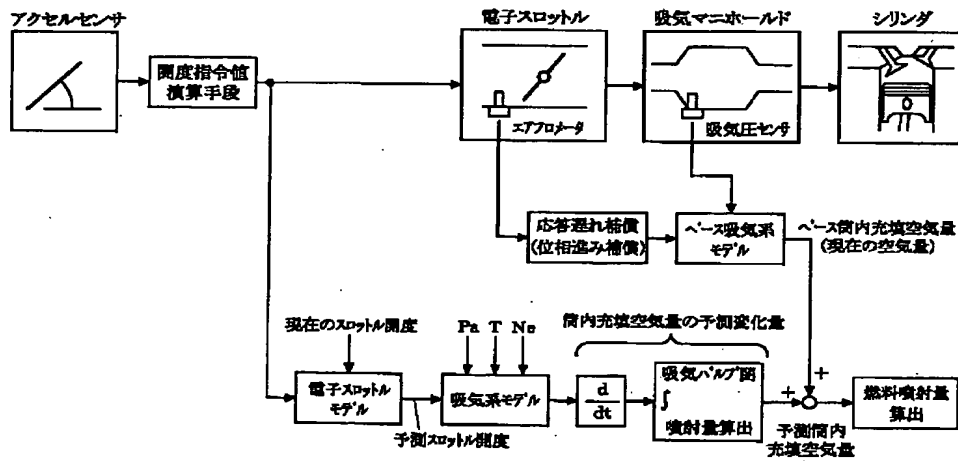 アクセルセンサ
開度指令値
演算手段
電子スロットル
エアフロメータ
吸気マニホールド
吸気圧センサ
シリンダ
応答遅れ補償
(位相進み補償)
ベース吸気系
モデル
ベース筒内充填空気量
(現在の空気量)
現在のスロットル開度
電子スロットル
モデル
予測スロットル開度
Pa T Ne
吸気系モデル
筒内充填空気量の予測変化量
d
dt
吸気バルブ閉
∫
噴射量算出
+
+
予測筒内
充填空気量
燃料噴射量
算出